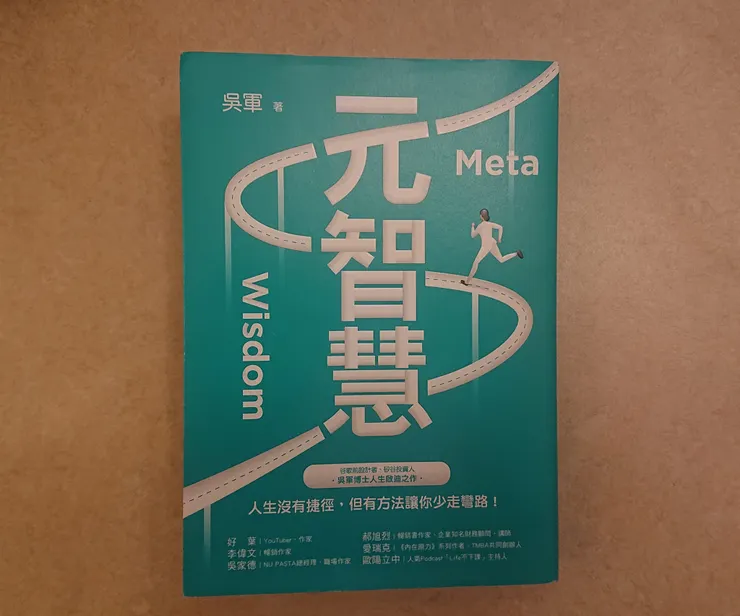 吳軍 著
元智慧
Meta
Wisdom
谷歌前設計者、矽谷投資人
·吳軍博士人生啟迪之作·
人生沒有捷徑,但有方法讓你少走彎路!
好 葉|YouTuber、作家
李偉文|暢銷作家
吳家德|NU PASTA總經理、職場作家
郝旭烈|暢銷書作家、企業知名財務顧問、講師
愛瑞克|《內在原力》系列作者、TMBA共同創辦人
歐陽立中|人氣Podcast「Life不下課」主持人